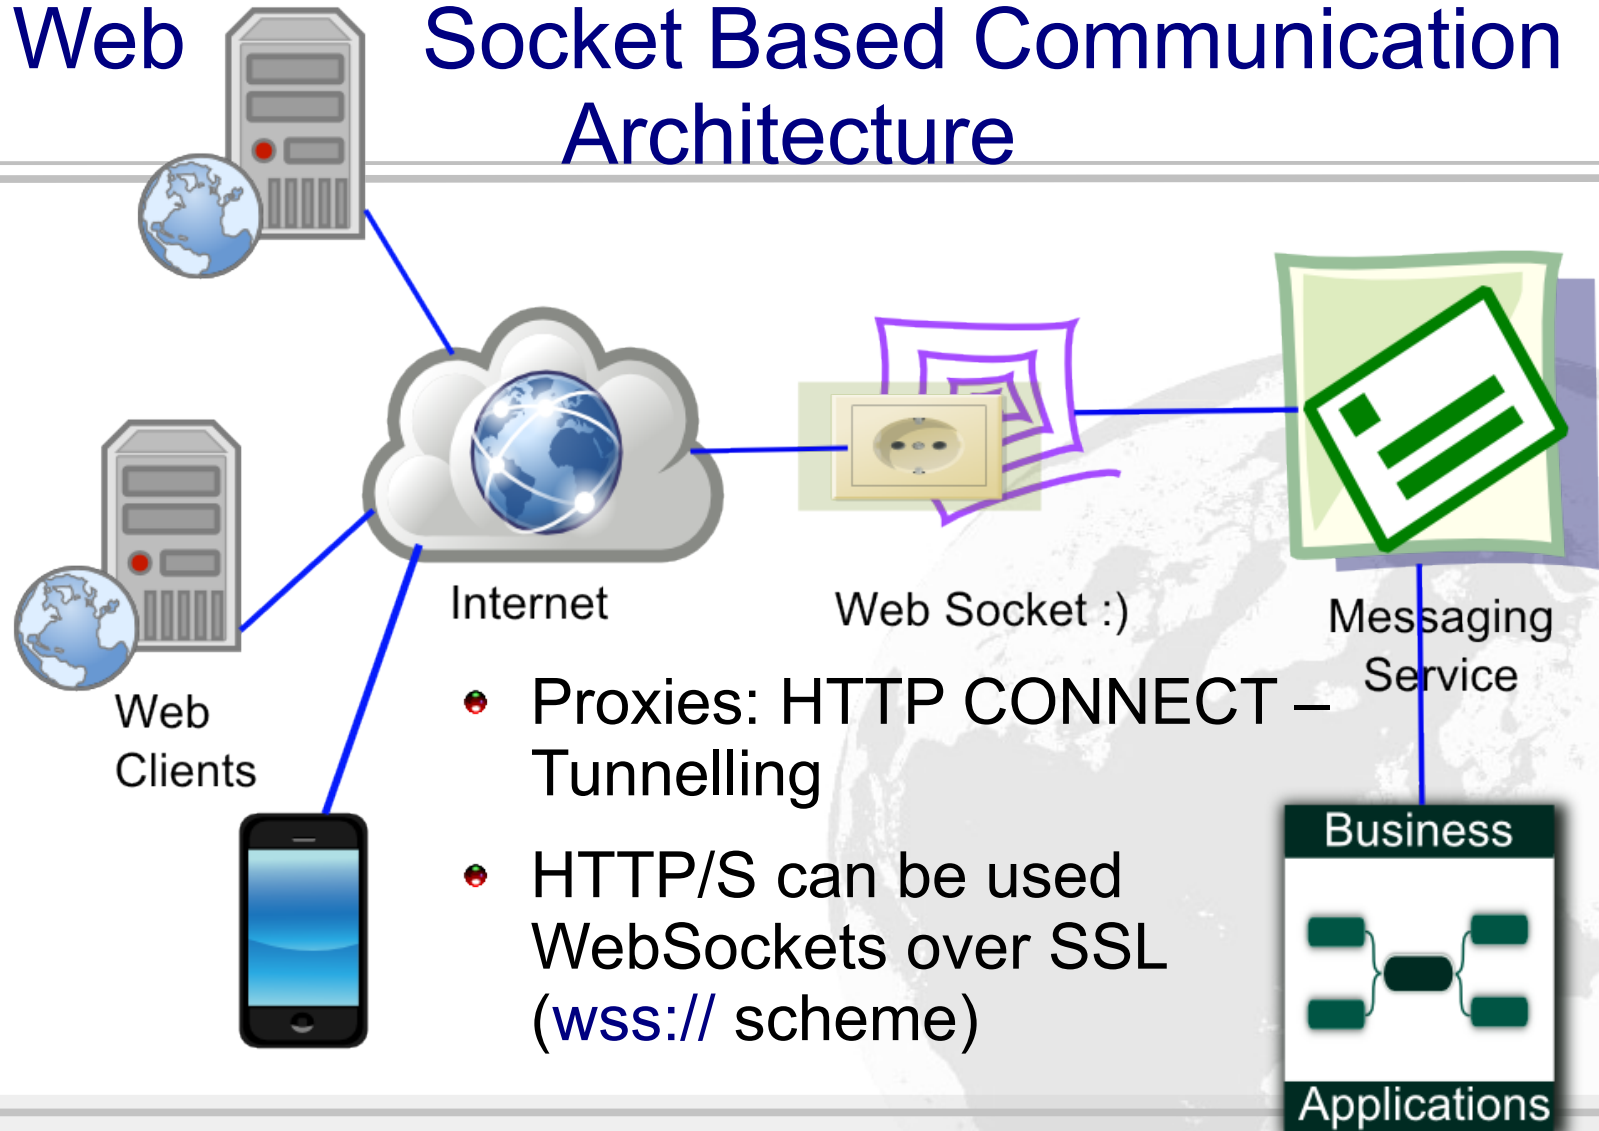 Web Socket Based Communication
Architecture
Internet
Web Socket :)
Messaging
Service
Web
Clients
Proxies: HTTP CONNECT –
Tunnelling
HTTP/S can be used
WebSockets over SSL
(wss:// scheme)
Business
Applications